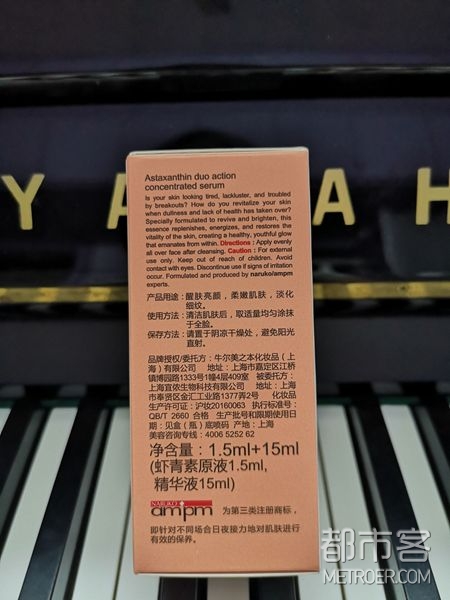 YA AH
Astaxanthin duo action
concentrated serum
Is your skin looking tired, lackluster, and troubled
by breakouts? How do you revitalize your skin
when dullness and lack of health has taken over?
Specially formulated to revive and brighten, this
essence replenishes, energizes, and restores the
vitality of the skin, creating a healthy, youthful glow
that emanates from within. Directions : Apply evenly
all over face after cleansing. Caution : For external
use only. Keep out of reach of children. Avoid
contact with eyes. Discontinue use if signs of irritation
occur. Formulated and produced by naruko/ampm
experts.
产品用途：醒肤亮颜，柔嫩肌肤，淡化
细纹。
使用方法：清洁肌肤后，取适量均匀涂抹
于全脸。
保存方法：请置于阴凉干燥处，避免阳光
直射。
品牌授权/委托方：牛尔美之本化妆品（上
海）有限公司 地址：上海市嘉定区江桥
镇博园路1333号1幢4层409室 被委托方：
上海宜侬生物科技有限公司 地址：上海
市奉贤区金汇工业路1377弄2号 化妆品
生产许可证：沪妆20160063 执行标准号：
QB/T 2660 合格 生产批号和限期使用日
期：见盒（瓶）底喷码 产地：上海
美容咨询专线：4006 5252 62
净含量：1.5ml+15ml
(虾青素原液1.5ml,
精华液15ml)
NARUKO
ampm 为第三类注册商标，
即针对不同场合日夜接力地对肌肤进行
有效的保养。
都市客
METROER.COM